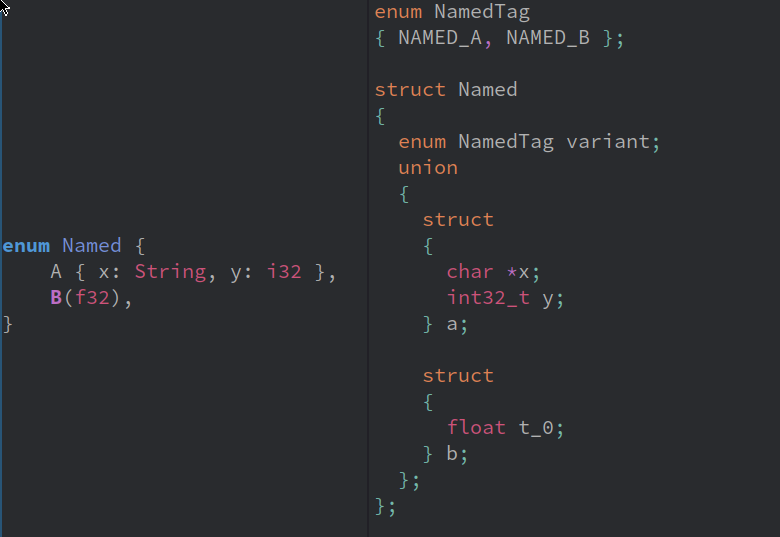 enum Named {
    A { x: String, y: i32 },
    B(f32),
}
enum NamedTag
{ NAMED_A, NAMED_B };

struct Named
{
  enum NamedTag variant;
  union
  {
    struct
    {
      char *x;
      int32_t y;
    } a;

    struct
    {
      float t_0;
    } b;
  };
};